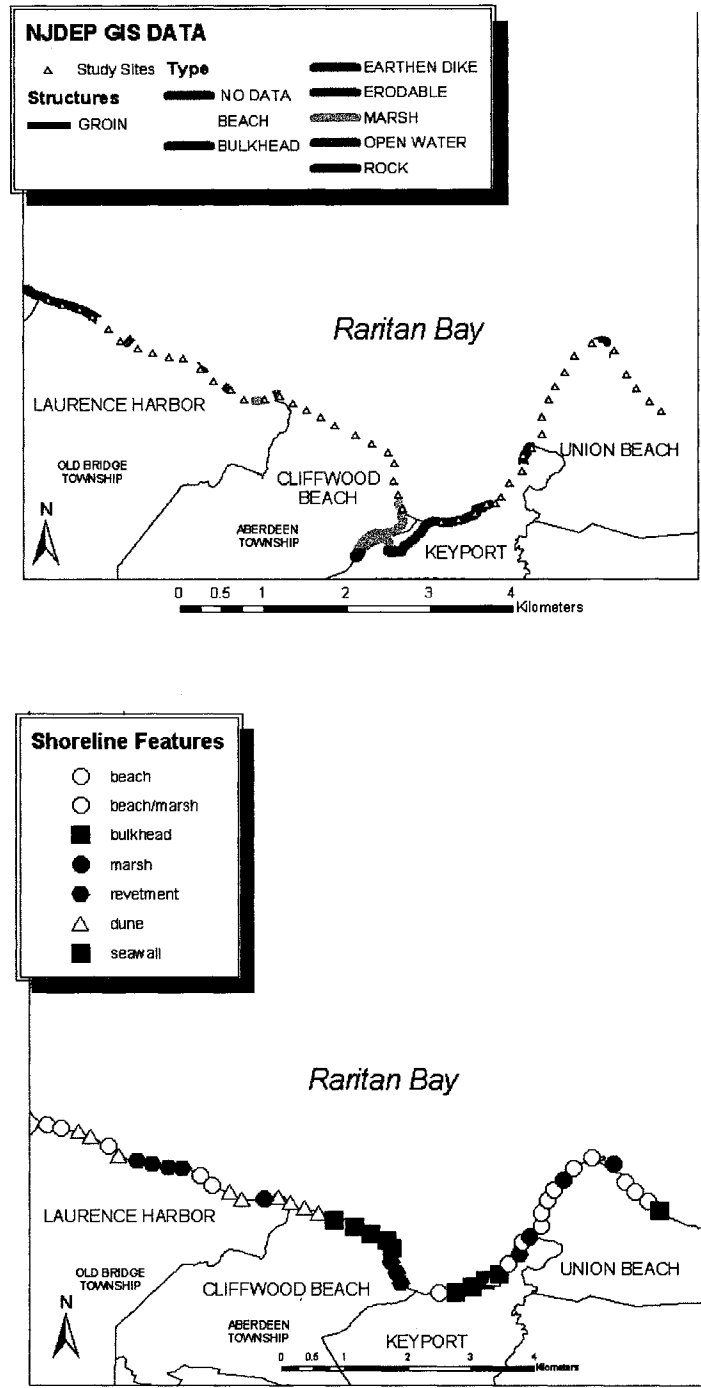 NJDEP GIS DATA
Study Sites
Structures
GROIN
Type
NO DATA
BEACH
BULKHEAD
EARTHEN DIKE
ERODABLE
MARSH
OPEN WATER
ROCK
Raritan Bay
LAURENCE HARBOR
UNION BEACH
OLD BRIDGE
TOWNSHIP
CLIFFWOOD
BEACH
N
ABERDEEN
TOWNSHIP
KEYPORT
0 0.5 1 2 3 4
Kilometers
Shoreline Features
beach
beach/marsh
bulkhead
marsh
revetment
dune
seawall
Raritan Bay
LAURENCE HARBOR
OLD BRIDGE
TOWNSHIP
CLIFFWOOD BEACH
UNION BEACH
N
ABERDEEN
TOWNSHIP
KEYPORT
0 0.5 1 2 3 4
Kilometers